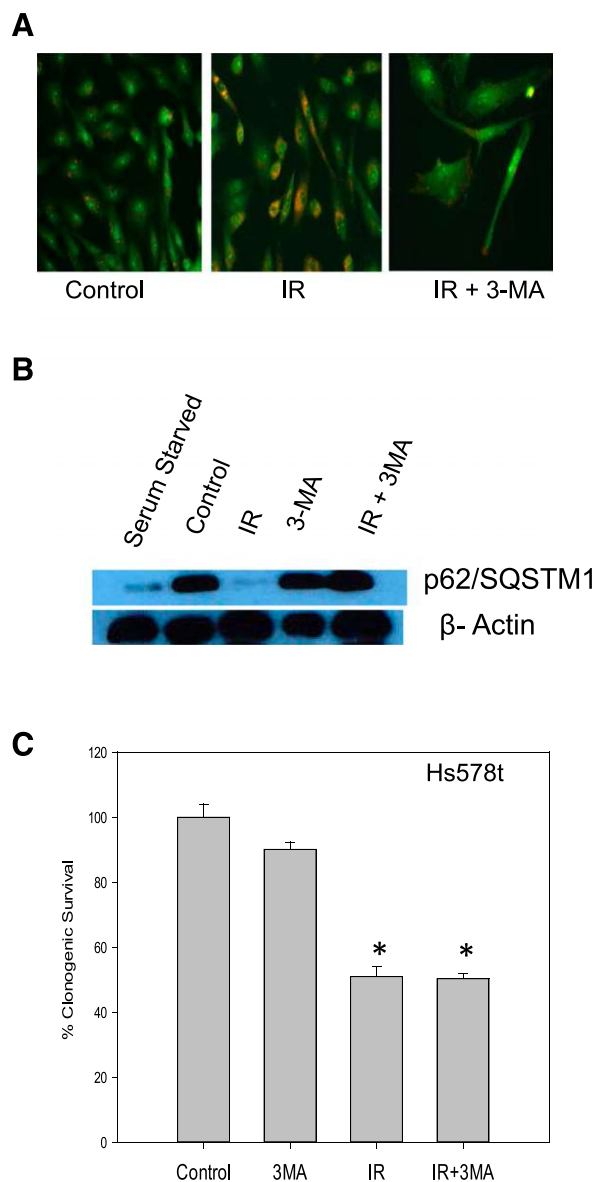 A
Control IR IR + 3-MA
B
Serum Starved Control IR 3-MA IR + 3MA
p62/SQSTM1
β- Actin
C
Hs578t
% Clonogenic Survival
120
100
80
60
40
20
0
* *
Control 3MA IR IR+3MA